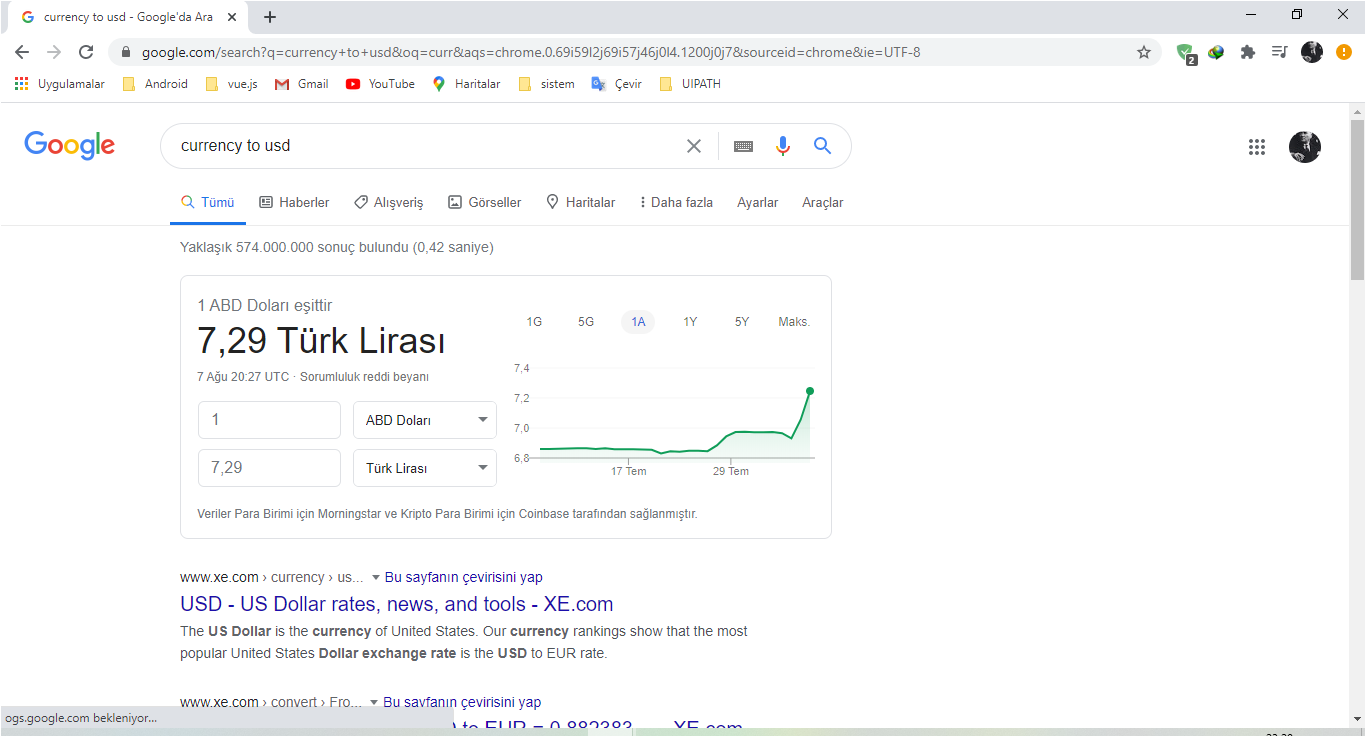 currency to usd - Google'da Ara
google.com/search?q=currency+to+usd&oq=curr&aqs=chrome.0.69i59l2j69i57j46j0l4.1200j0j7&sourceid=chrome&ie=UTF-8
2
Uygulamalar Android vue.js Gmail YouTube Haritalar sistem Çevir UIPATH
Google
currency to usd
Tümü Haberler Alışveriş Görseller Haritalar Daha fazla Ayarlar Araçlar
Yaklaşık 574.000.000 sonuç bulundu (0,42 saniye)
1 ABD Doları eşittir
7,29 Türk Lirası
7 Ağu 20:27 UTC · Sorumluluk reddi beyanı
1 ABD Doları
7,29 Türk Lirası
1G 5G 1A 1Y 5Y Maks.
7,4
7,2
7,0
6,8
17 Tem 29 Tem
Veriler Para Birimi için Morningstar ve Kripto Para Birimi için Coinbase tarafından sağlanmıştır.
www.xe.com › currency › us... Bu sayfanın çevirisini yap
USD - US Dollar rates, news, and tools - XE.com
The US Dollar is the currency of United States. Our currency rankings show that the most
popular United States Dollar exchange rate is the USD to EUR rate.
www.xe.com › convert › Fro... Bu sayfanın çevirisini yap
to EUR = 0.882383 XE.com
ogs.google.com bekleniyor...